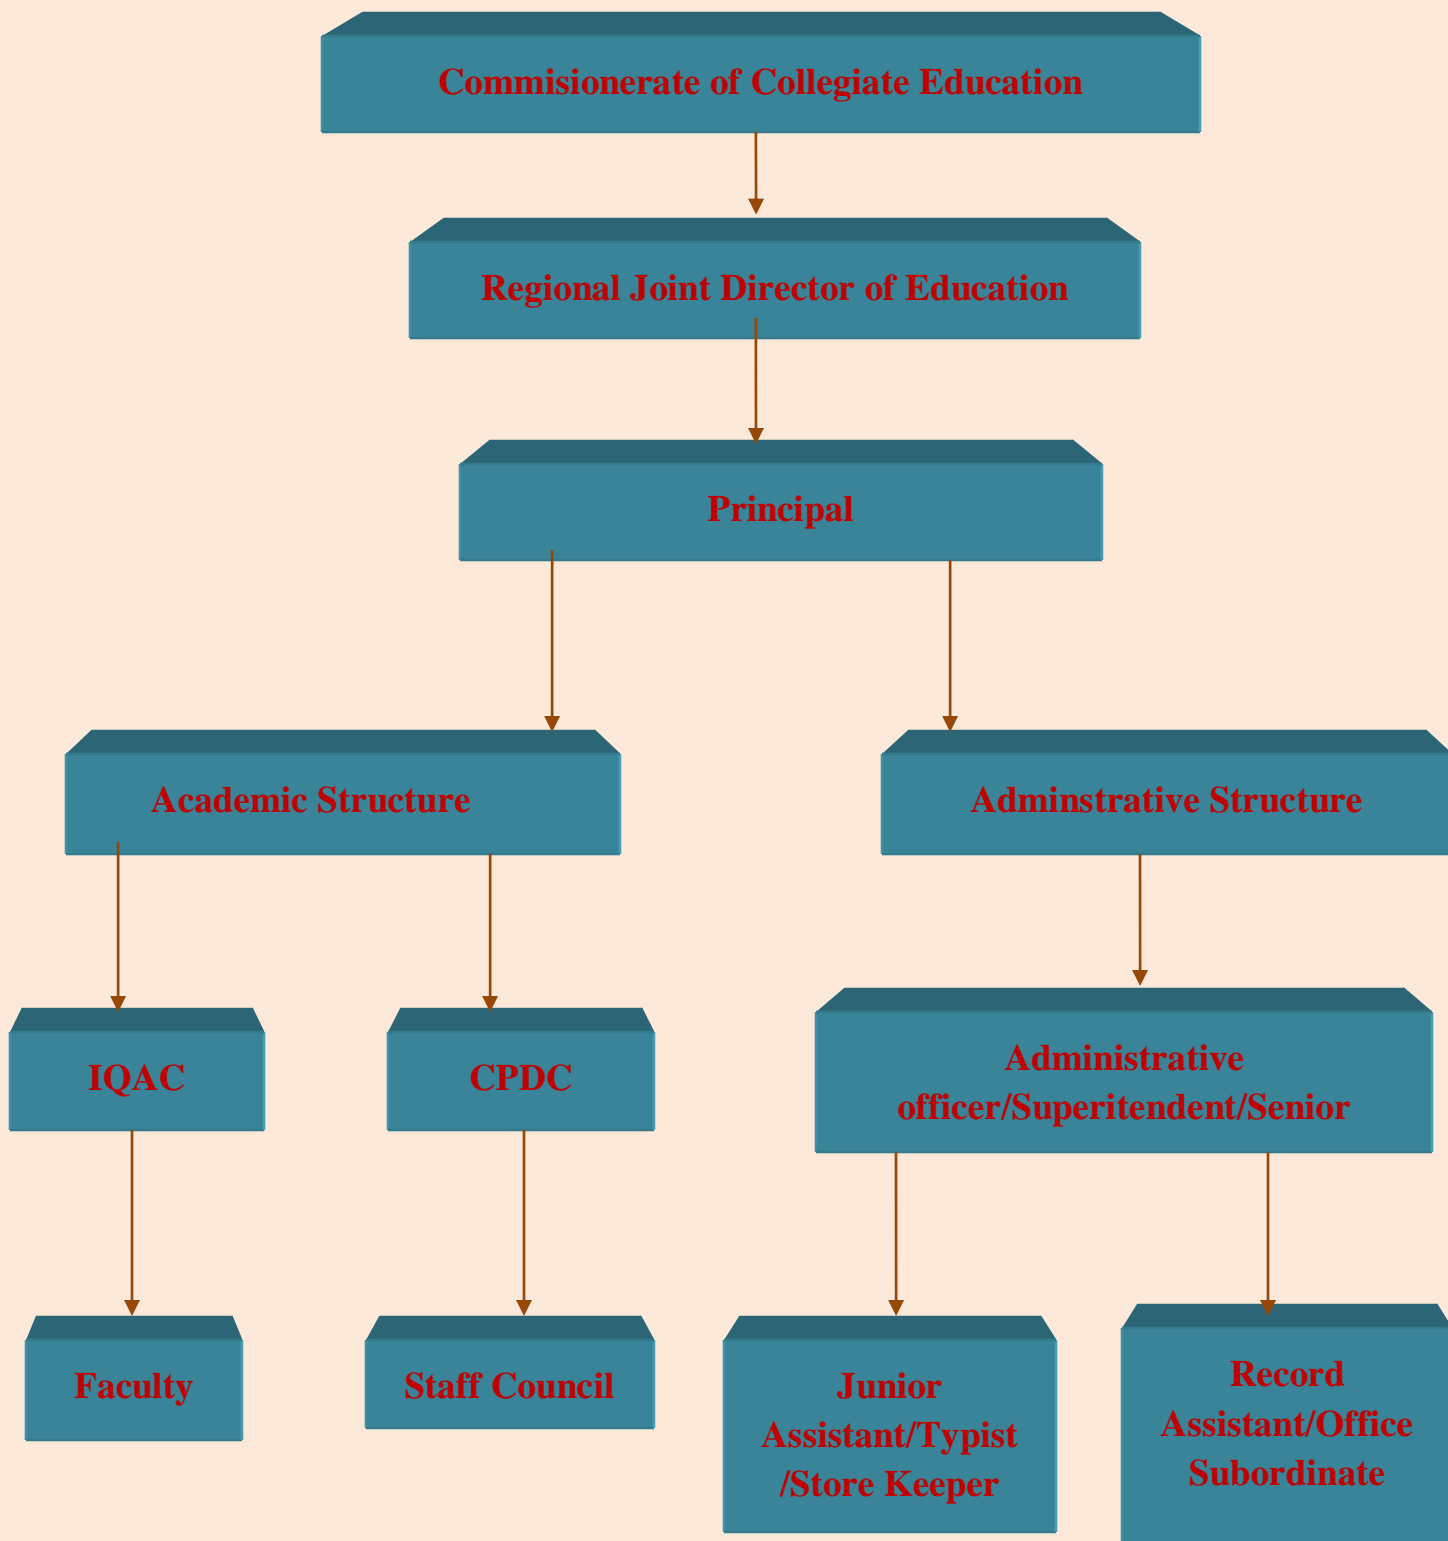 Commisionerate of Collegiate Education
Regional Joint Director of Education
Principal
Academic Structure
Adminstrative Structure
IQAC
CPDC
Administrative
officer/Superitendent/Senior
Faculty
Staff Council
Junior
Assistant/Typist
/Store Keeper
Record
Assistant/Office
Subordinate